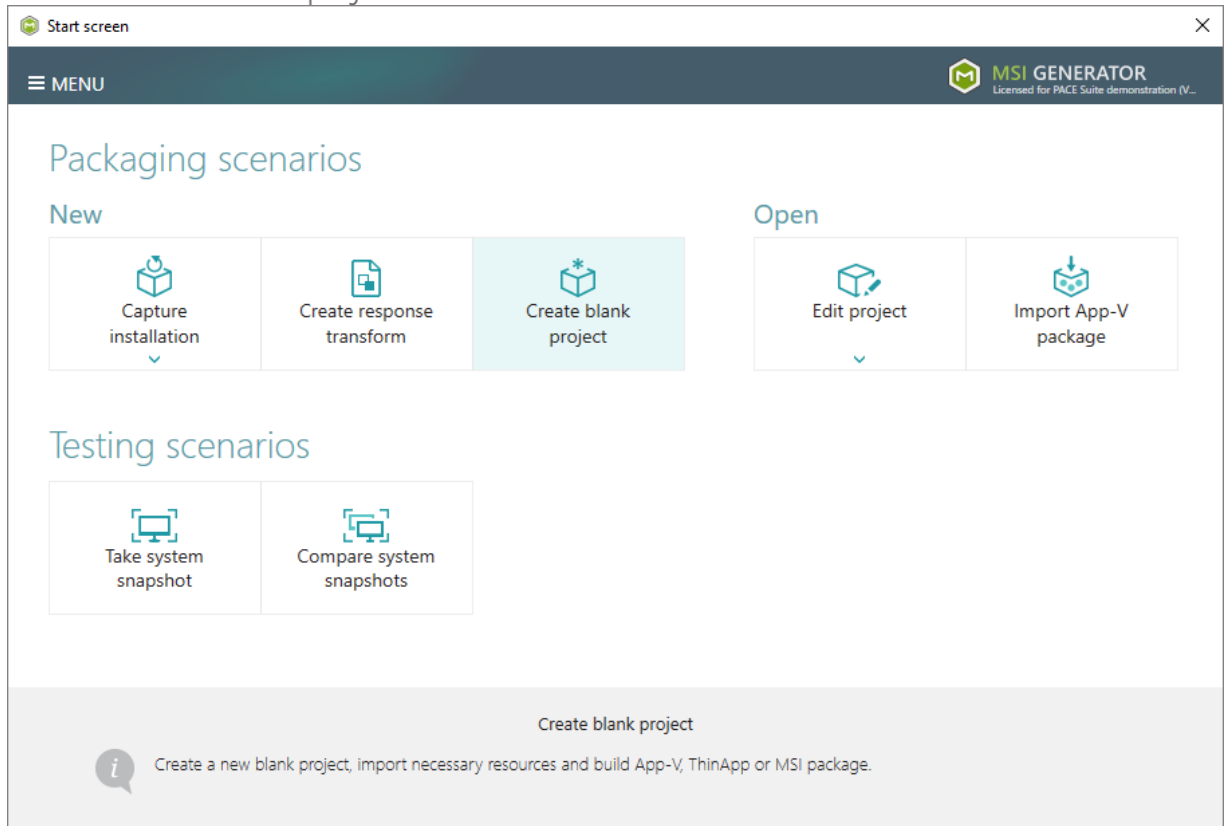 Start screen
MENU
MSI GENERATOR
Licensed for PACE Suite demonstration (V...
Packaging scenarios
New
Open
Capture
installation
Create response
transform
Create blank
project
Edit project
Import App-V
package
Testing scenarios
Take system
snapshot
Compare system
snapshots
Create blank project
Create a new blank project, import necessary resources and build App-V, ThinApp or MSI package.